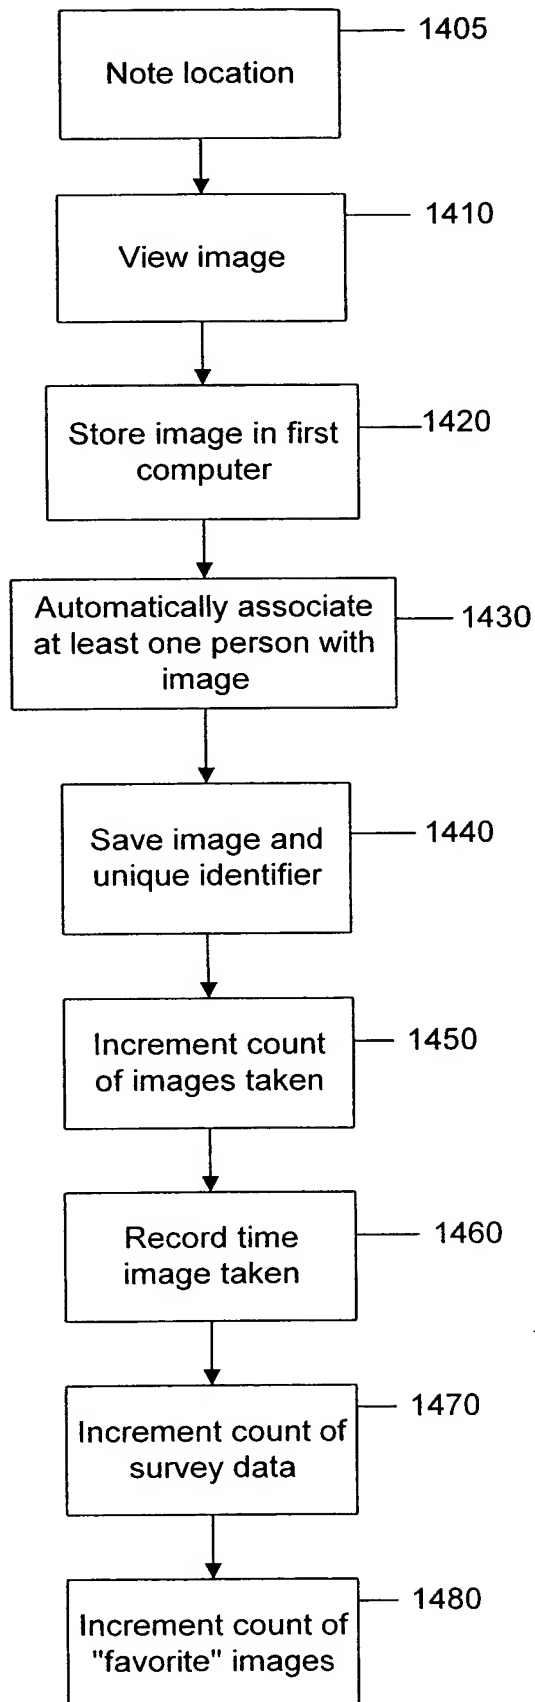 1405
Note location
1410
View image
1420
Store image in first
computer
1430
Automatically associate
at least one person with
image
1440
Save image and
unique identifier
1450
Increment count
of images taken
1460
Record time
image taken
1470
Increment count of
survey data
1480
Increment count of
"favorite" images